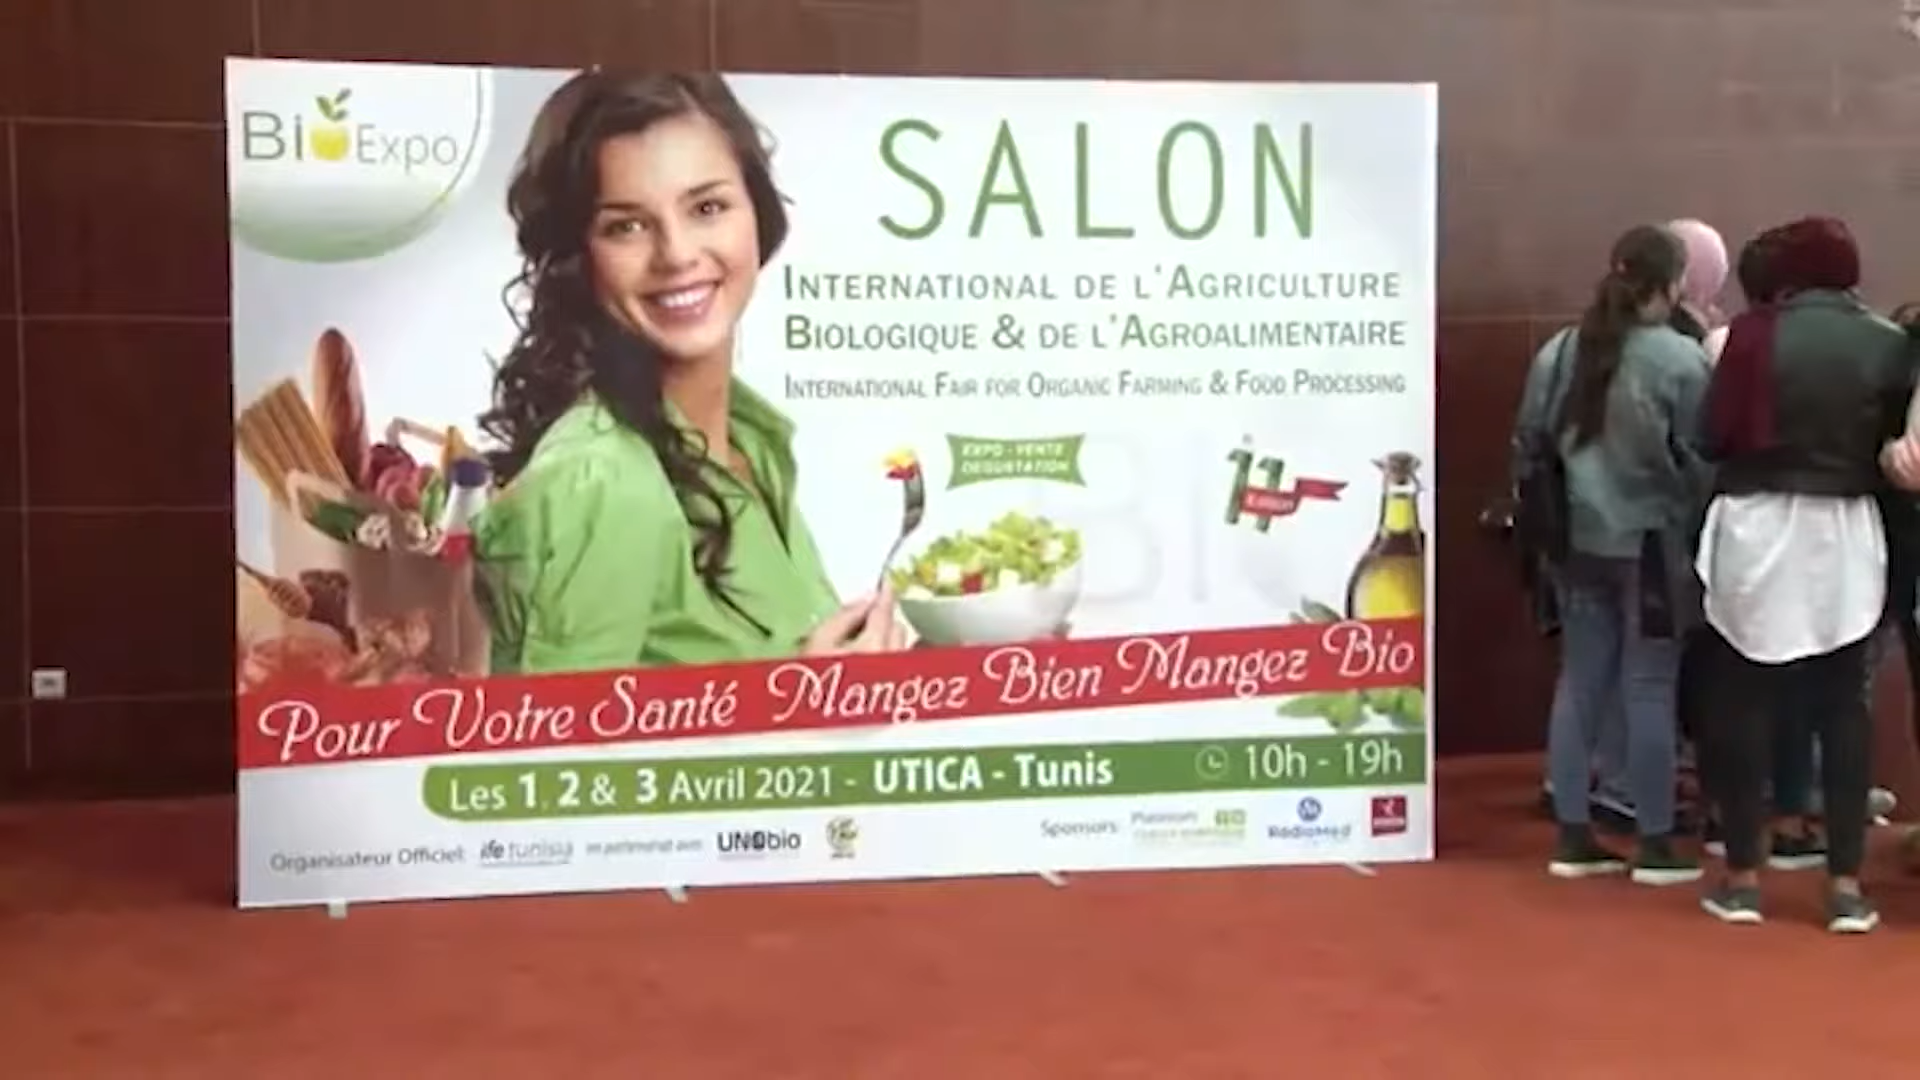 BioExpo
SALON
INTERNATIONAL DE L'AGRICULTURE
BIOLOGIQUE & DE L'AGROALIMENTAIRE
INTERNATIONAL FAIR FOR ORGANIC FARMING & FOOD PROCESSING
EXPO - VENTE
DEGUSTATION
11
BIO
Pour Votre Santé Mangez Bien Mangez Bio
Les 1, 2 & 3 Avril 2021 - UTICA - Tunis 10h - 19h
Organisateur Officiel: ife tunisia en partenariat avec UNObio
Sponsors: Platinium RadioMed